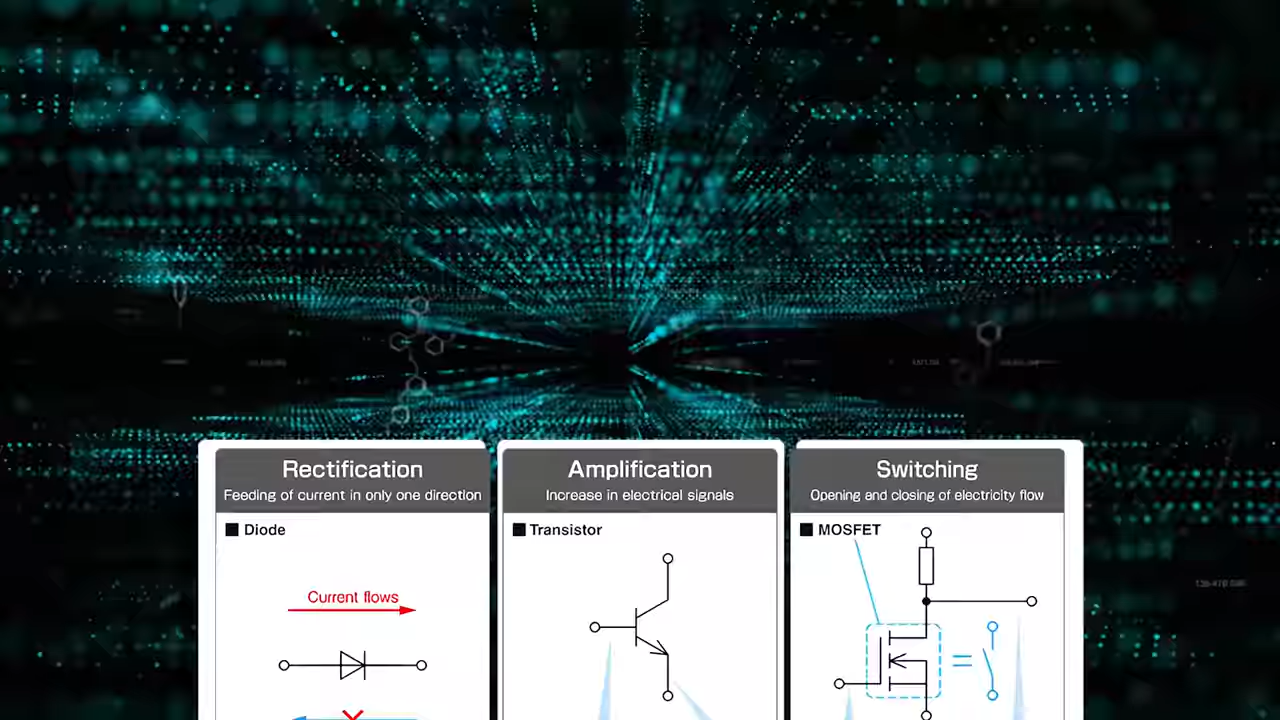 Rectification
Feeding of current in only one direction
Diode
Current flows
Amplification
Increase in electrical signals
Transistor
Switching
Opening and closing of electricity flow
MOSFET